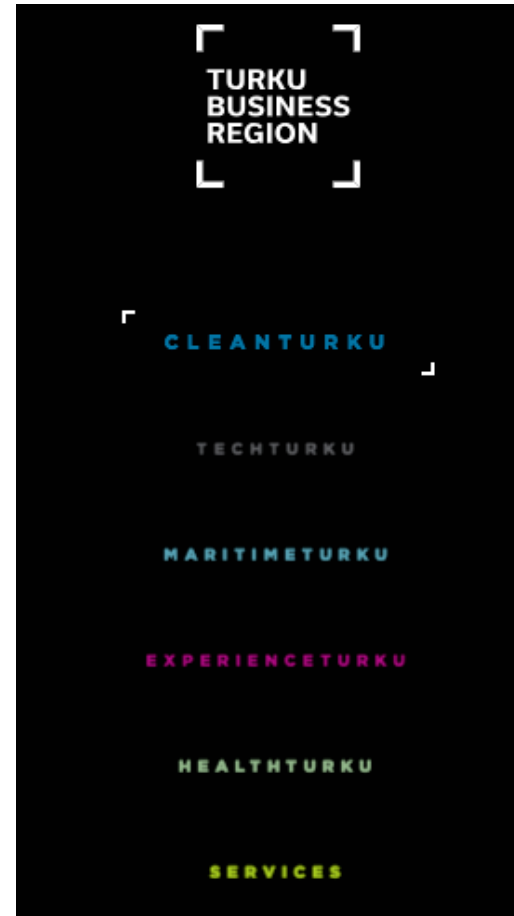 TURKU
BUSINESS
REGION
CLEANTURKU
TECHTURKU
MARITIMETURKU
EXPERIENCETURKU
HEALTHTURKU
SERVICES